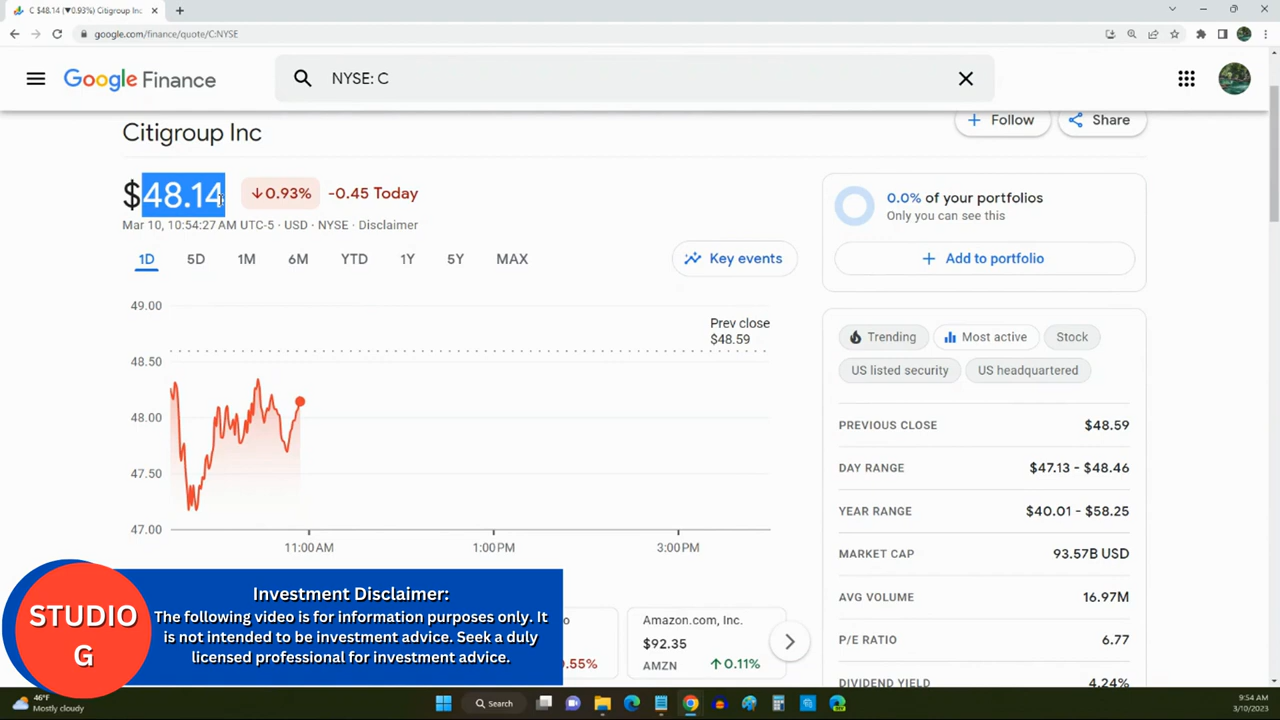 C $48.14 (▼0.93%) Citigroup Inc
google.com/finance/quote/C:NYSE
Google Finance
NYSE: C
Citigroup Inc
Follow
Share
$48.14 ↓0.93% -0.45 Today
Mar 10, 10:54:27 AM UTC-5 · USD · NYSE · Disclaimer
1D 5D 1M 6M YTD 1Y 5Y MAX
Key events
0.0% of your portfolios
Only you can see this
+ Add to portfolio
49.00
48.50
48.00
47.50
47.00
Prev close
$48.59
11:00 AM 1:00 PM 3:00 PM
Trending
Most active
Stock
US listed security
US headquartered
PREVIOUS CLOSE $48.59
DAY RANGE $47.13 - $48.46
YEAR RANGE $40.01 - $58.25
MARKET CAP 93.57B USD
AVG VOLUME 16.97M
P/E RATIO 6.77
DIVIDEND YIELD 4.24%
0.55%
Amazon.com, Inc.
$92.35
AMZN ↑0.11%
STUDIO
G
Investment Disclaimer:
The following video is for information purposes only. It
is not intended to be investment advice. Seek a duly
licensed professional for investment advice.
46°F
Mostly cloudy
Search
9:54 AM
3/10/2023